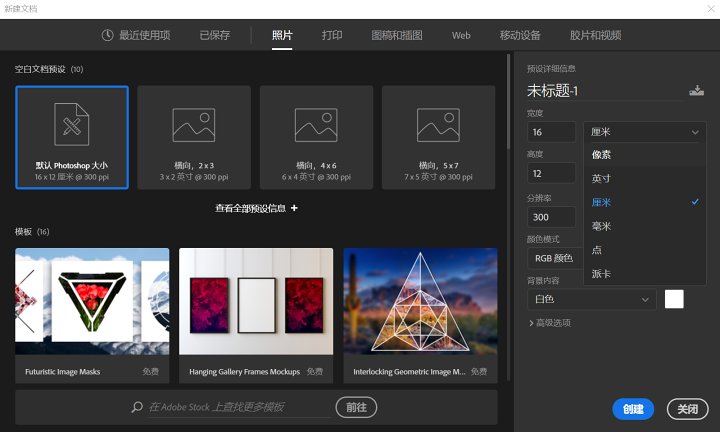 新建文档
最近使用项 已保存 照片 打印 图稿和插图 Web 移动设备 胶片和视频
空白文档预设 (10)
默认 Photoshop 大小
16 x 12 厘米 @ 300 ppi
横向，2 x 3
3 x 2 英寸 @ 300 ppi
横向，4 x 6
6 x 4 英寸 @ 300 ppi
横向，5 x 7
7 x 5 英寸 @ 300 ppi
查看全部预设信息 +
模板 (16)
Futuristic Image Masks 免费
Hanging Gallery Frames Mockups 免费
Interlocking Geometric Image M... 免费
在 Adobe Stock 上查找更多模板 前往
预设详细信息
未标题-1
宽度
16 厘米
像素
英寸
厘米
毫米
点
派卡
高度
12
分辨率
300
颜色模式
RGB 颜色
背景内容
白色
高级选项
创建 关闭